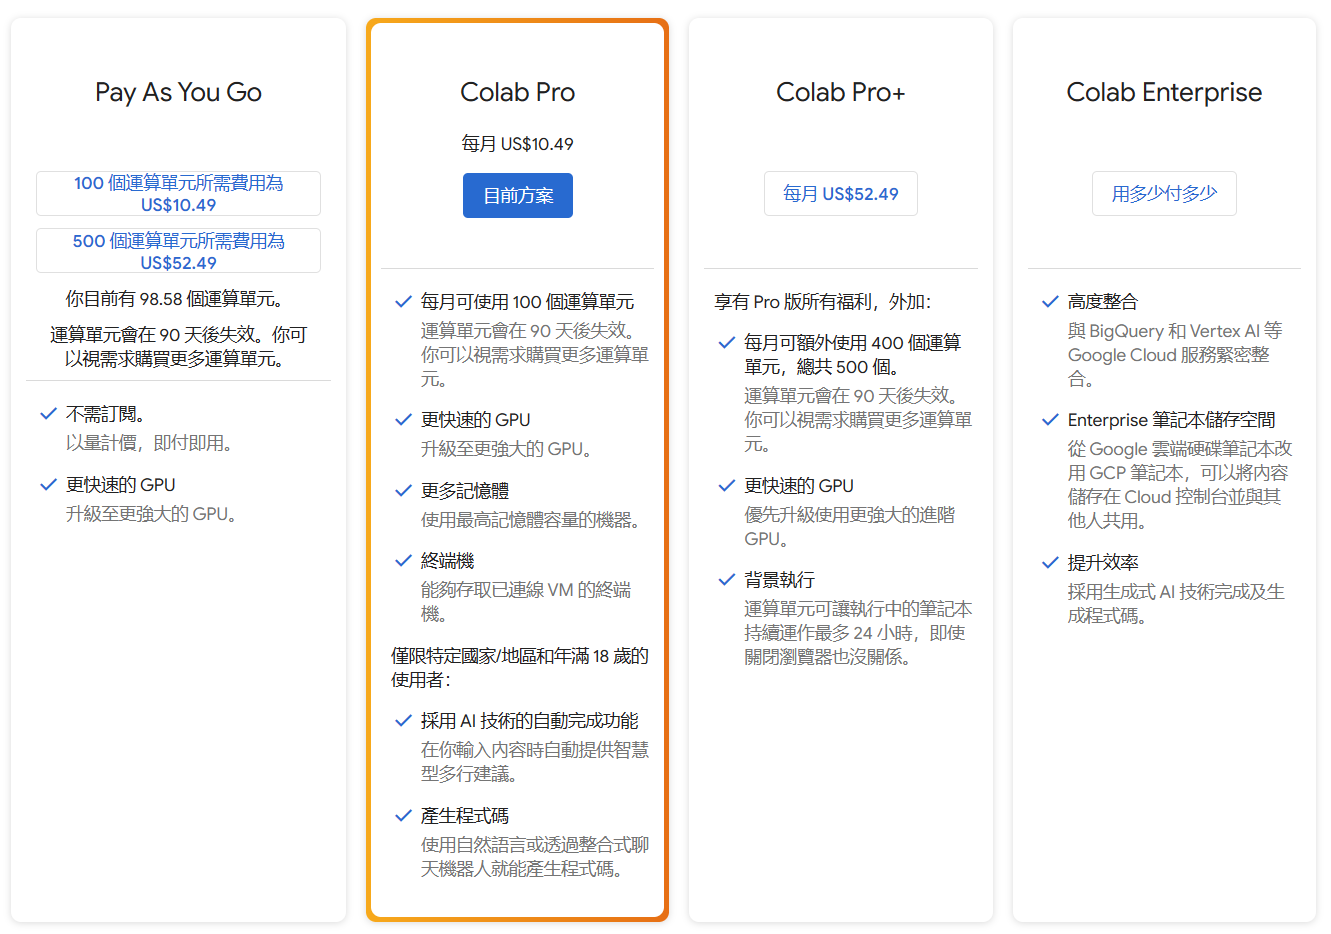 Pay As You Go
100 個運算單元所需費用為
US$10.49
500 個運算單元所需費用為
US$52.49
你目前有 98.58 個運算單元。
運算單元會在 90 天後失效。你可
以視需求購買更多運算單元。
不需訂閱。
以量計價，即付即用。
更快速的 GPU
升級至更強大的 GPU。
Colab Pro
每月 US$10.49
目前方案
每月可使用 100 個運算單元
運算單元會在 90 天後失效。
你可以視需求購買更多運算單
元。
更快速的 GPU
升級至更強大的 GPU。
更多記憶體
使用最高記憶體容量的機器。
終端機
能夠存取已連線 VM 的終端
機。
僅限特定國家/地區和年滿 18 歲的
使用者：
採用 AI 技術的自動完成功能
在你輸入內容時自動提供智慧
型多行建議。
產生程式碼
使用自然語言或透過整合式聊
天機器人就能產生程式碼。
Colab Pro+
每月 US$52.49
享有 Pro 版所有福利，外加：
每月可額外使用 400 個運算
單元，總共 500 個。
運算單元會在 90 天後失效。
你可以視需求購買更多運算單
元。
更快速的 GPU
優先升級使用更強大的進階
GPU。
背景執行
運算單元可讓執行中的筆記本
持續運作最多 24 小時，即使
關閉瀏覽器也沒關係。
Colab Enterprise
用多少付多少
高度整合
與 BigQuery 和 Vertex AI 等
Google Cloud 服務緊密整
合。
Enterprise 筆記本儲存空間
從 Google 雲端硬碟筆記本改
用 GCP 筆記本，可以將內容
儲存在 Cloud 控制台並與其
他人共用。
提升效率
採用生成式 AI 技術完成及生
成程式碼。